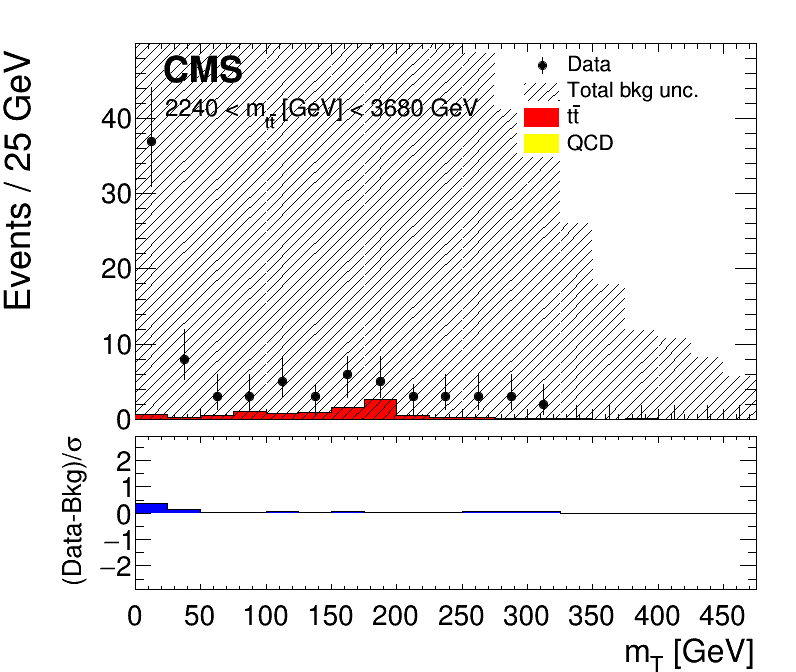 CMS
2240 < m_tt̄ [GeV] < 3680 GeV
Data
Total bkg unc.
tt̄
QCD
Events / 25 GeV
40
30
20
10
0
(Data-Bkg)/σ
2
1
0
−1
−2
0 50 100 150 200 250 300 350 400 450
m_T [GeV]